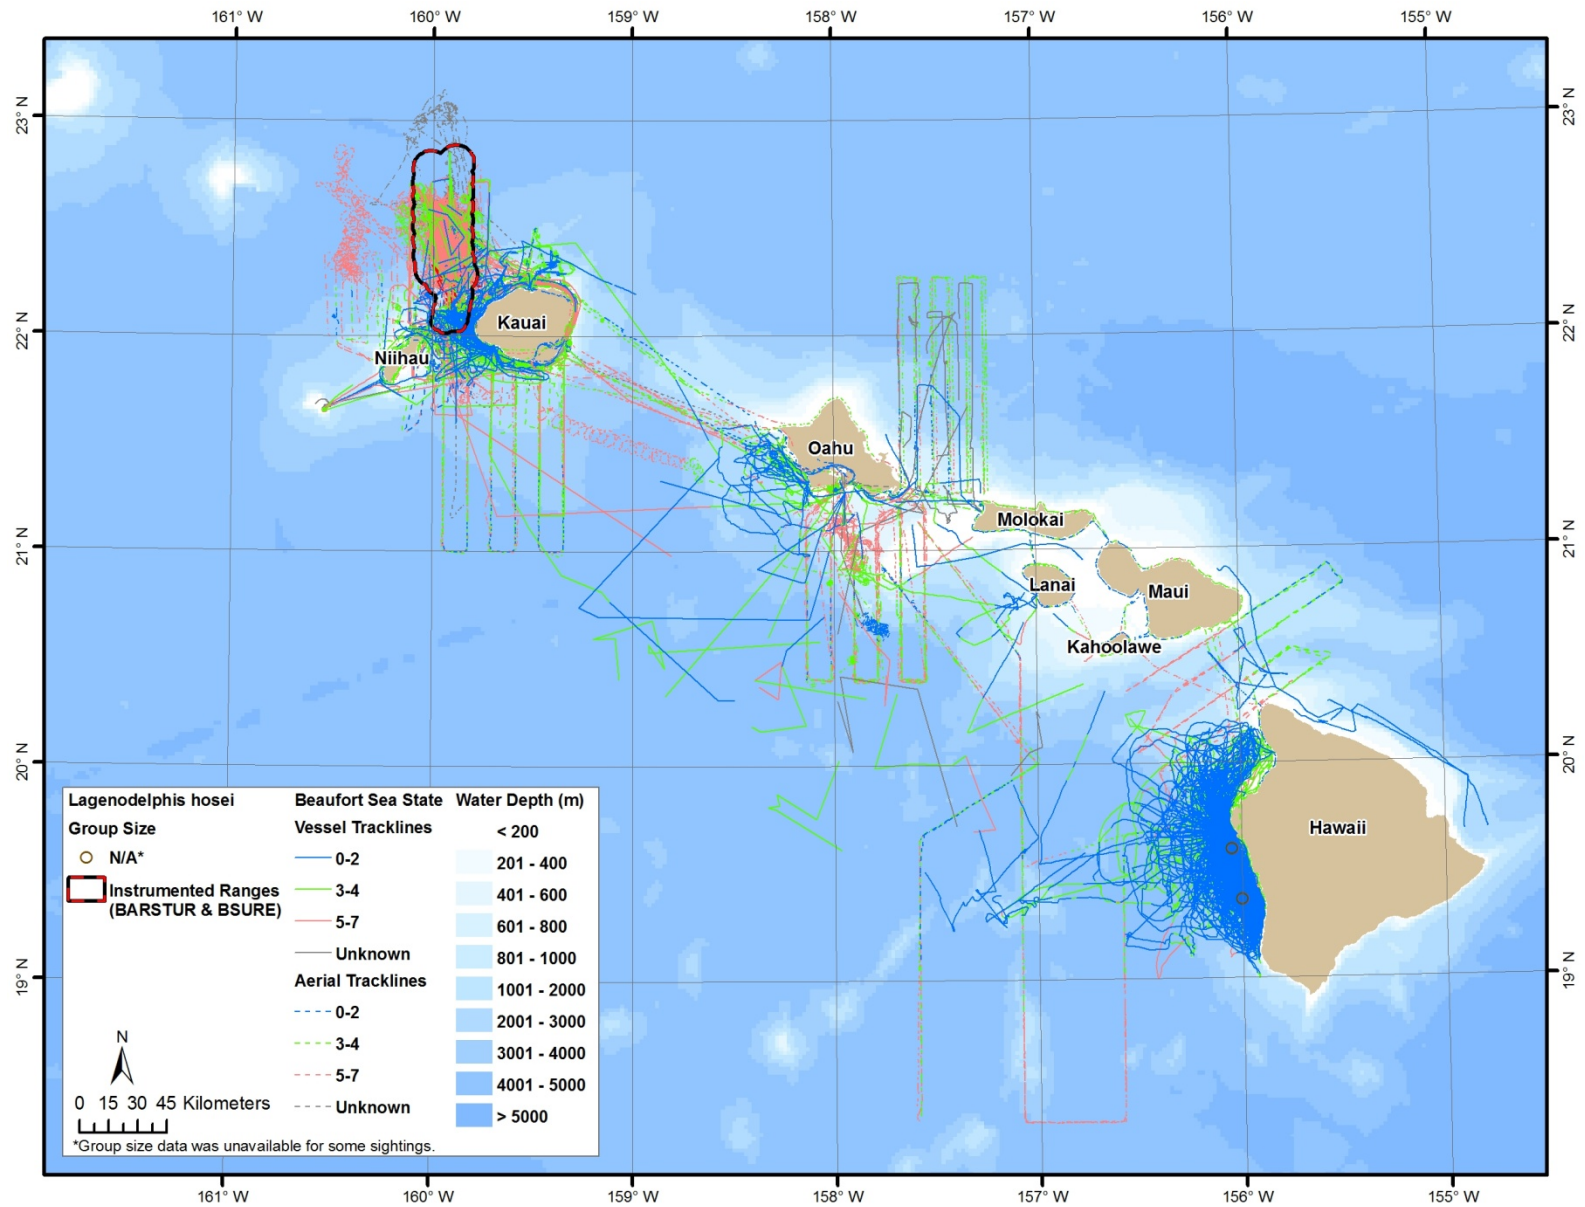 161° W 160° W 159° W 158° W 157° W 156° W 155° W
23° N 23° N
22° N 22° N
21° N 21° N
20° N 20° N
19° N 19° N
Kauai
Niihau
Oahu
Molokai
Lanai
Maui
Kahoolawe
Hawaii
Lagenodelphis hosei
Group Size
N/A*
Instrumented Ranges
(BARSTUR & BSURE)
N
0 15 30 45 Kilometers
Beaufort Sea State
Vessel Tracklines
0-2
3-4
5-7
Unknown
Aerial Tracklines
0-2
3-4
5-7
Unknown
Water Depth (m)
< 200
201 - 400
401 - 600
601 - 800
801 - 1000
1001 - 2000
2001 - 3000
3001 - 4000
4001 - 5000
> 5000
*Group size data was unavailable for some sightings.
161° W 160° W 159° W 158° W 157° W 156° W 155° W